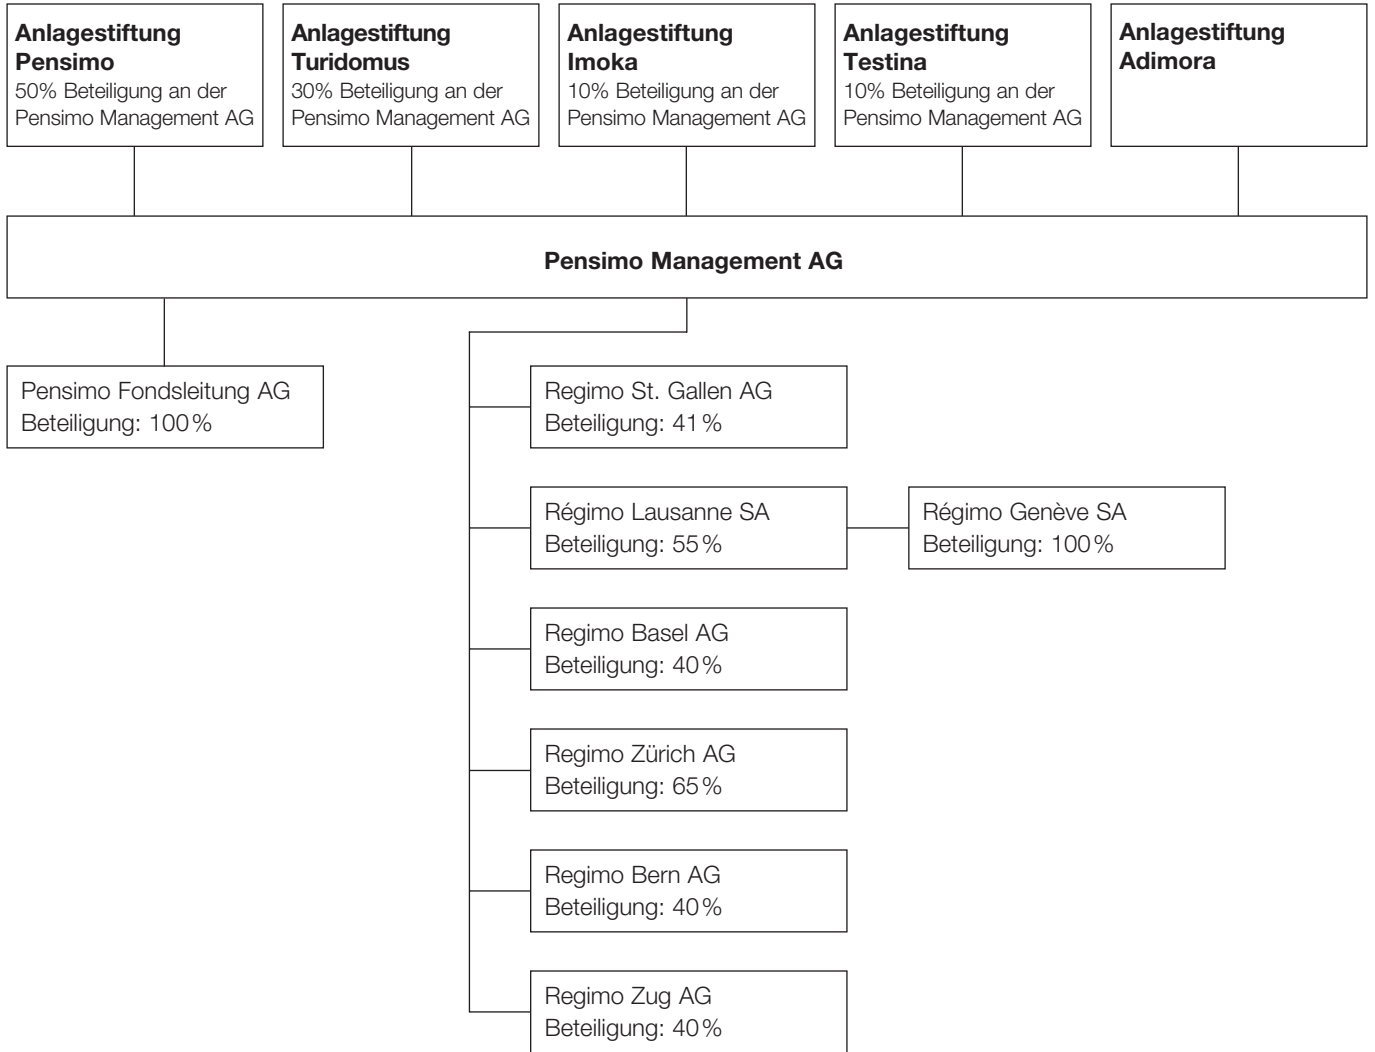 Anlagestiftung
Pensimo
50% Beteiligung an der
Pensimo Management AG
Anlagestiftung
Turidomus
30% Beteiligung an der
Pensimo Management AG
Anlagestiftung
Imoka
10% Beteiligung an der
Pensimo Management AG
Anlagestiftung
Testina
10% Beteiligung an der
Pensimo Management AG
Anlagestiftung
Adimora
Pensimo Management AG
Pensimo Fondsleitung AG
Beteiligung: 100%
Regimo St. Gallen AG
Beteiligung: 41%
Régimo Lausanne SA
Beteiligung: 55%
Régimo Genève SA
Beteiligung: 100%
Regimo Basel AG
Beteiligung: 40%
Regimo Zürich AG
Beteiligung: 65%
Regimo Bern AG
Beteiligung: 40%
Regimo Zug AG
Beteiligung: 40%